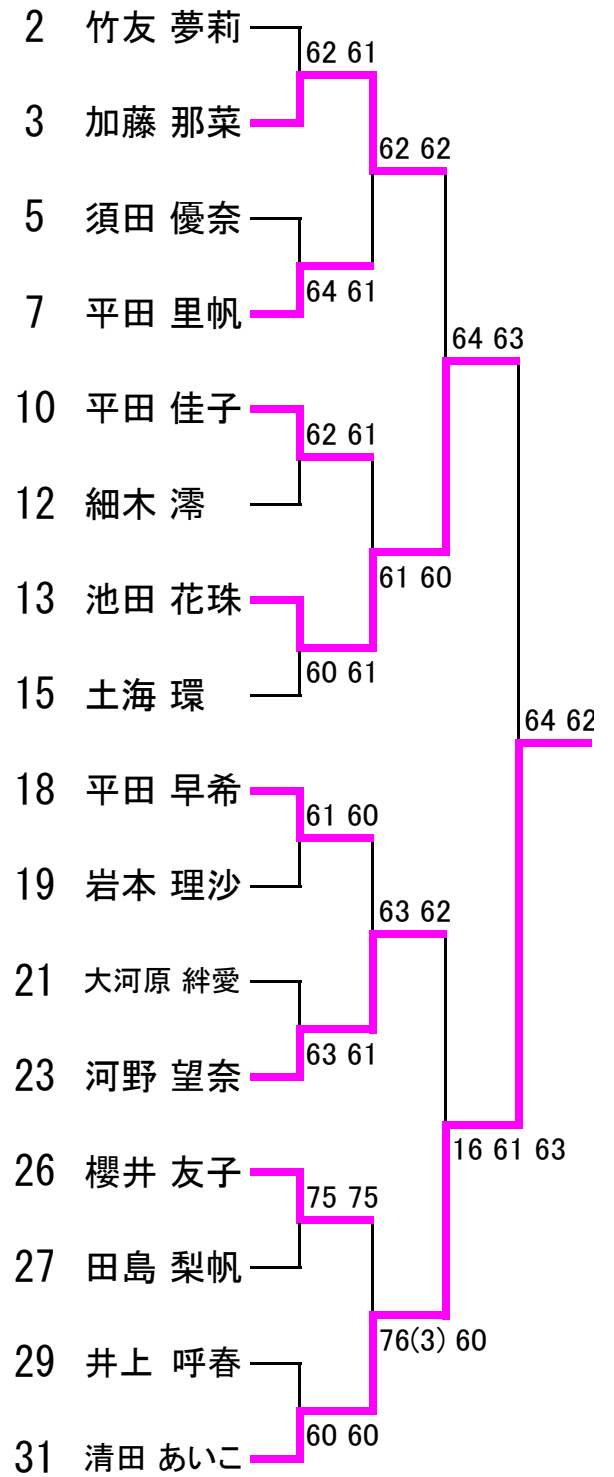 2 竹友 夢莉
62 61
3 加藤 那菜
62 62
5 須田 優奈
64 61
7 平田 里帆
64 63
10 平田 佳子
62 61
12 細木 澪
61 60
13 池田 花珠
60 61
15 土海 環
64 62
18 平田 早希
61 60
19 岩本 理沙
63 62
21 大河原 絆愛
63 61
23 河野 望奈
16 61 63
26 櫻井 友子
75 75
27 田島 梨帆
76(3) 60
29 井上 呼春
60 60
31 清田 あいこ